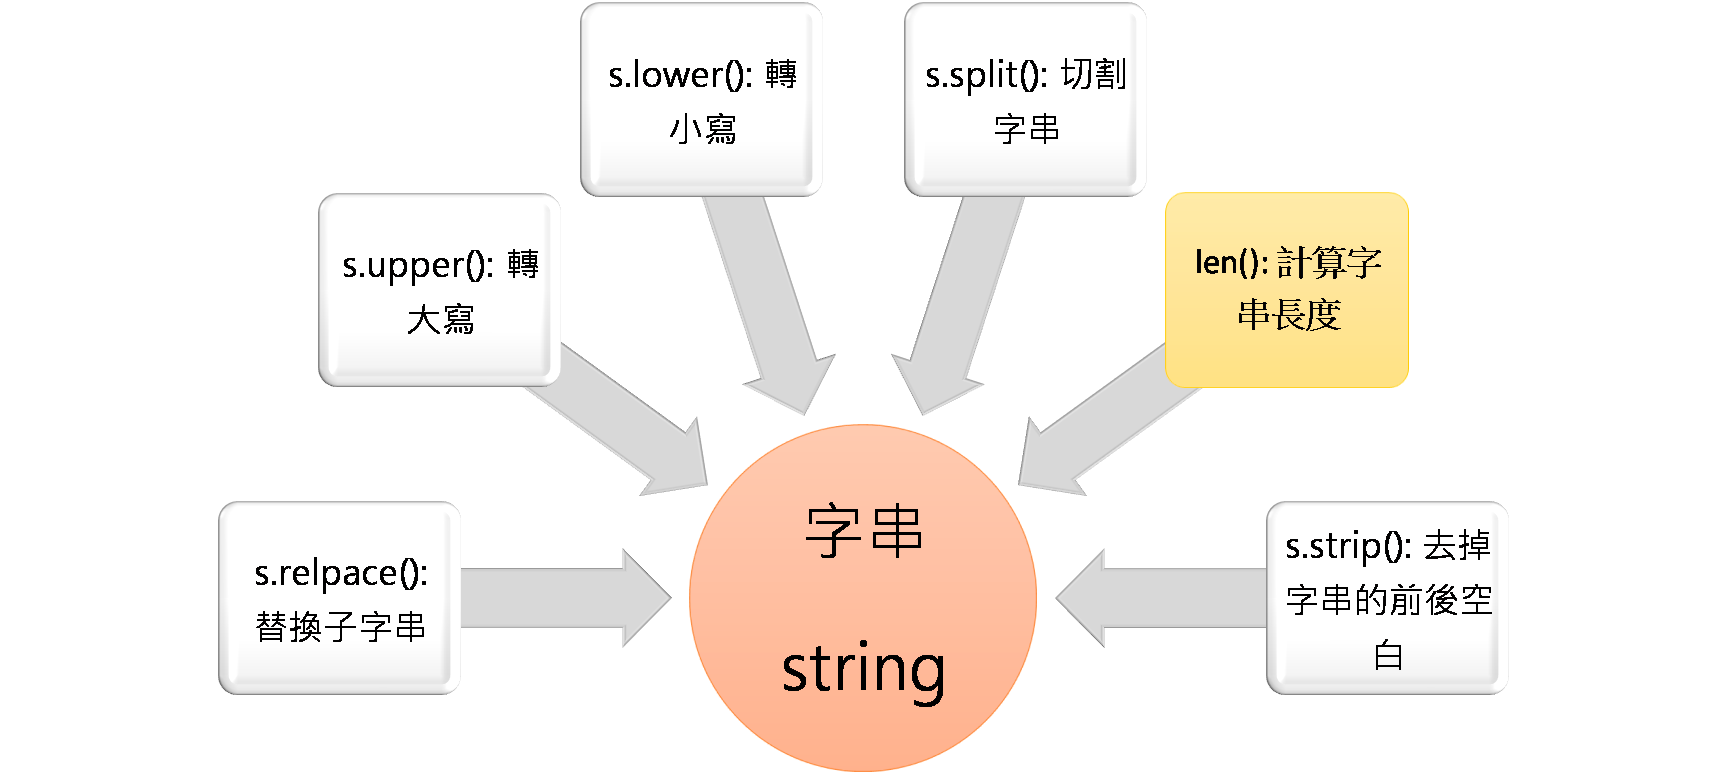 s.lower(): 轉
小寫
s.split(): 切割
字串
s.upper(): 轉
大寫
len(): 計算字
串長度
s.relpace():
替換子字串
字串
string
s.strip(): 去掉
字串的前後空
白